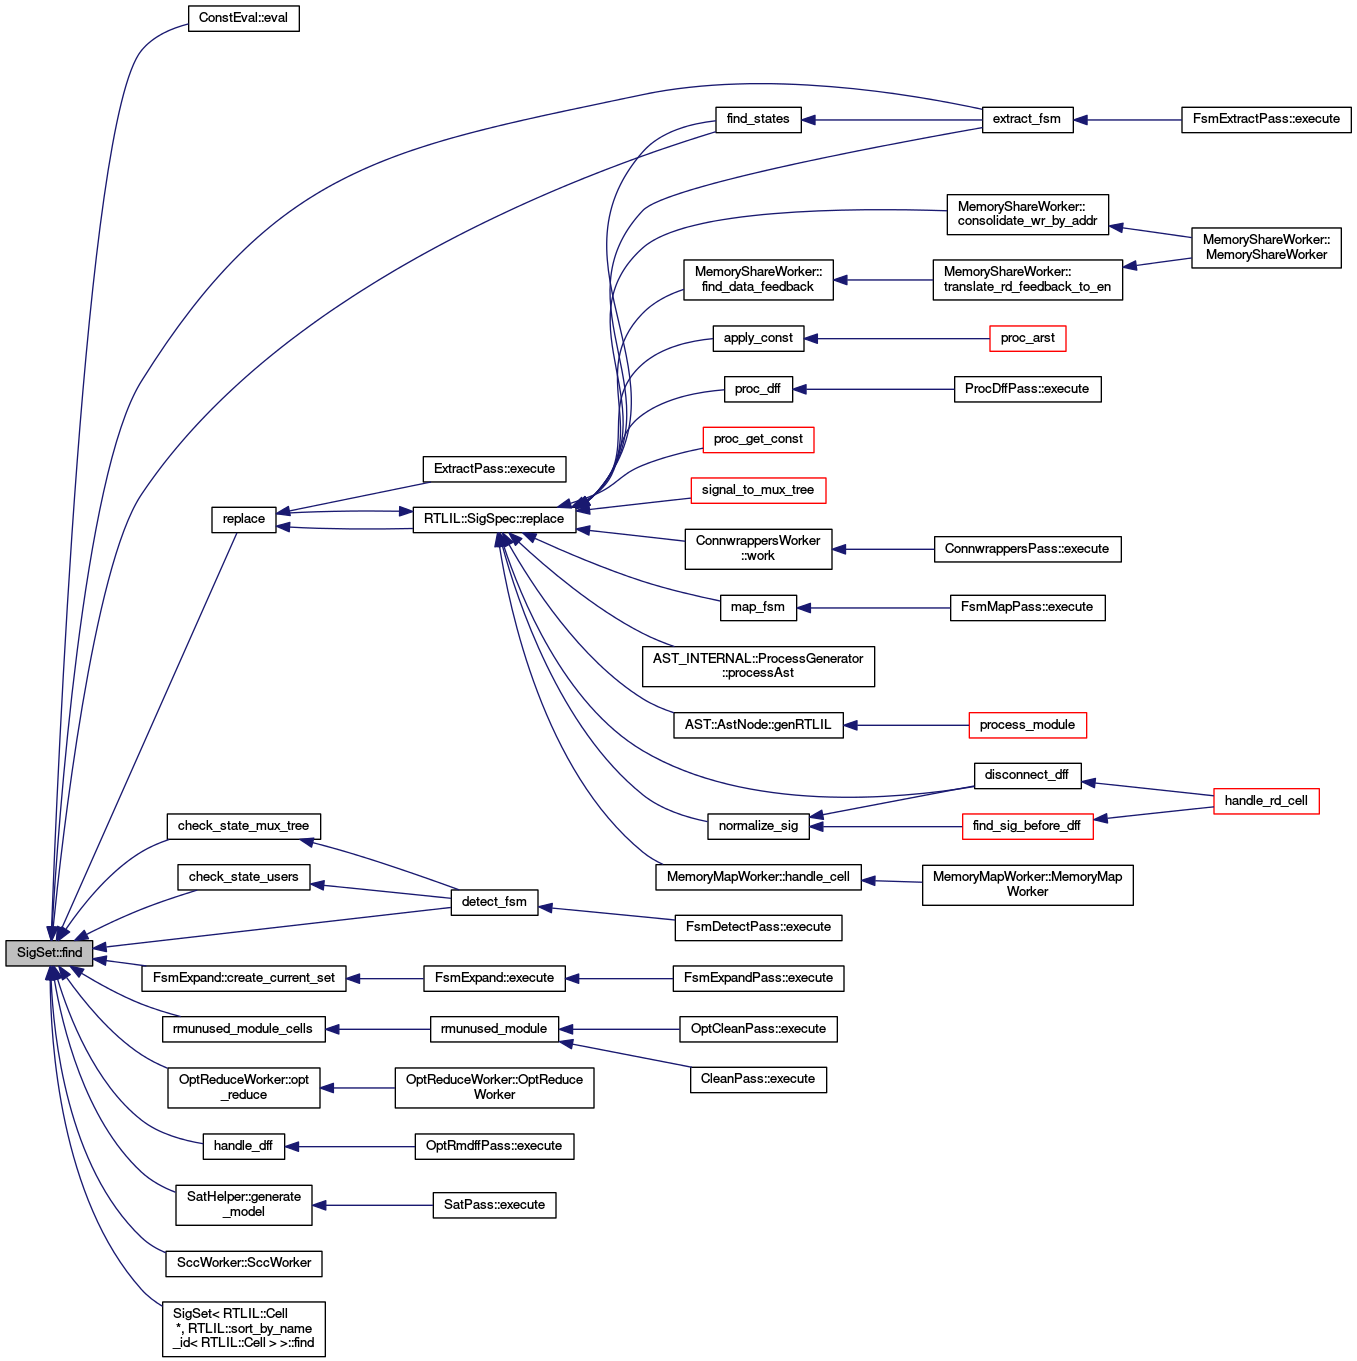 ConstEval::eval
find_states
extract_fsm
FsmExtractPass::execute
MemoryShareWorker::
consolidate_wr_by_addr
MemoryShareWorker::
MemoryShareWorker
MemoryShareWorker::
find_data_feedback
MemoryShareWorker::
translate_rd_feedback_to_en
apply_const
proc_arst
proc_dff
ProcDffPass::execute
proc_get_const
ExtractPass::execute
signal_to_mux_tree
replace
RTLIL::SigSpec::replace
ConnwrappersWorker
::work
ConnwrappersPass::execute
map_fsm
FsmMapPass::execute
AST_INTERNAL::ProcessGenerator
::processAst
AST::AstNode::genRTLIL
process_module
disconnect_dff
handle_rd_cell
normalize_sig
find_sig_before_dff
check_state_mux_tree
check_state_users
MemoryMapWorker::handle_cell
MemoryMapWorker::MemoryMap
Worker
detect_fsm
FsmDetectPass::execute
SigSet::find
FsmExpand::create_current_set
FsmExpand::execute
FsmExpandPass::execute
rmunused_module_cells
rmunused_module
OptCleanPass::execute
CleanPass::execute
OptReduceWorker::opt
_reduce
OptReduceWorker::OptReduce
Worker
handle_dff
OptRmdffPass::execute
SatHelper::generate
_model
SatPass::execute
SccWorker::SccWorker
SigSet< RTLIL::Cell
*, RTLIL::sort_by_name
_id< RTLIL::Cell > >::find